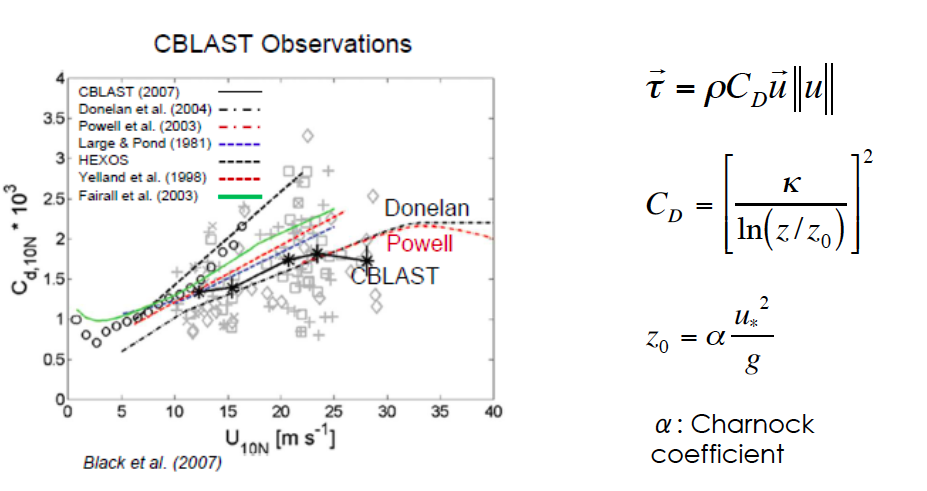 CBLAST Observations
4
3.5
3
2.5
2
1.5
1
0.5
0
C_{d,10N} * 10^3
CBLAST (2007)
Donelan et al. (2004)
Powell et al. (2003)
Large & Pond (1981)
HEXOS
Yelland et al. (1998)
Fairall et al. (2003)
Donelan
Powell
CBLAST
0 5 10 15 20 25 30 35 40
U_{10N} [m s^{-1}]
Black et al. (2007)
\vec{τ} = ρC_D\vec{u}‖u‖
C_D = [κ / ln(z/z_0)]^2
z_0 = α u_*^2 / g
α: Charnock
coefficient